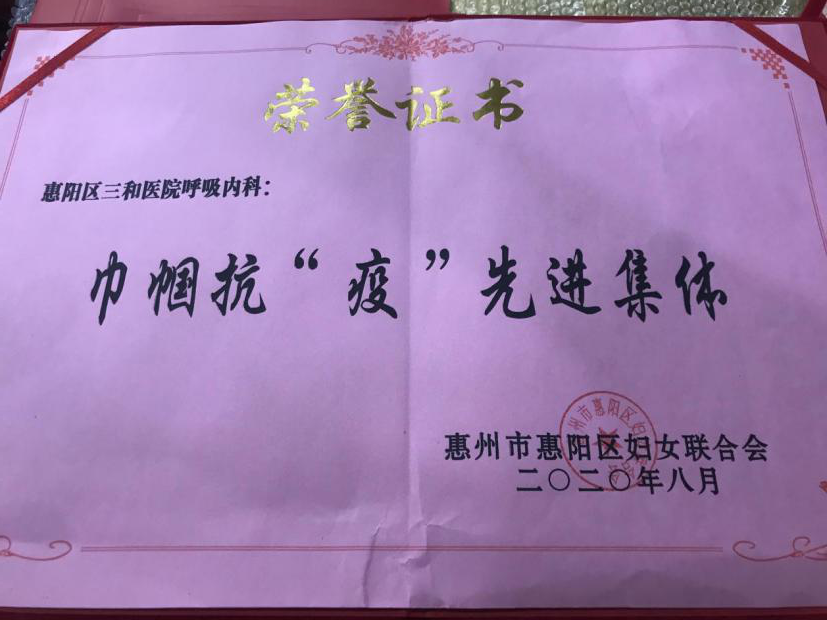 荣誉证书
惠阳区三和医院呼吸内科：
巾帼抗“疫”先进集体
惠州市惠阳区妇女联合会
二〇二〇年八月